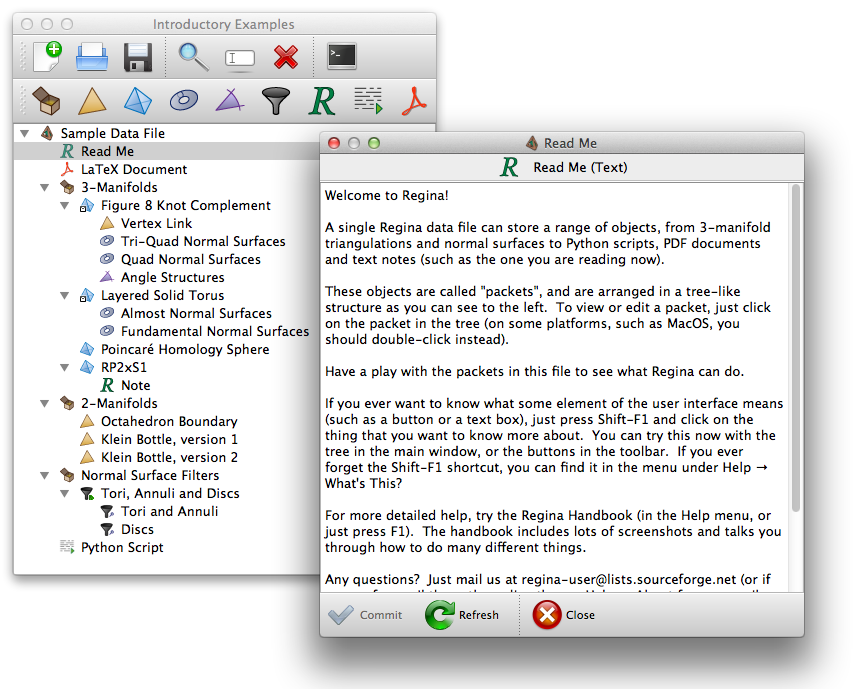 Introductory Examples
Sample Data File
Read Me
LaTeX Document
3-Manifolds
Figure 8 Knot Complement
Vertex Link
Tri-Quad Normal Surfaces
Quad Normal Surfaces
Angle Structures
Layered Solid Torus
Almost Normal Surfaces
Fundamental Normal Surfaces
Poincaré Homology Sphere
RP2xS1
Note
2-Manifolds
Octahedron Boundary
Klein Bottle, version 1
Klein Bottle, version 2
Normal Surface Filters
Tori, Annuli and Discs
Tori and Annuli
Discs
Python Script
Read Me
Read Me (Text)
Welcome to Regina!
A single Regina data file can store a range of objects, from 3-manifold
triangulations and normal surfaces to Python scripts, PDF documents
and text notes (such as the one you are reading now).
These objects are called "packets", and are arranged in a tree-like
structure as you can see to the left.  To view or edit a packet, just click
on the packet in the tree (on some platforms, such as MacOS, you
should double-click instead).
Have a play with the packets in this file to see what Regina can do.
If you ever want to know what some element of the user interface means
(such as a button or a text box), just press Shift-F1 and click on the
thing that you want to know more about.  You can try this now with the
tree in the main window, or the buttons in the toolbar.  If you ever
forget the Shift-F1 shortcut, you can find it in the menu under Help →
What's This?
For more detailed help, try the Regina Handbook (in the Help menu, or
just press F1).  The handbook includes lots of screenshots and talks you
through how to do many different things.
Any questions?  Just mail us at regina-user@lists.sourceforge.net (or if
Commit
Refresh
Close